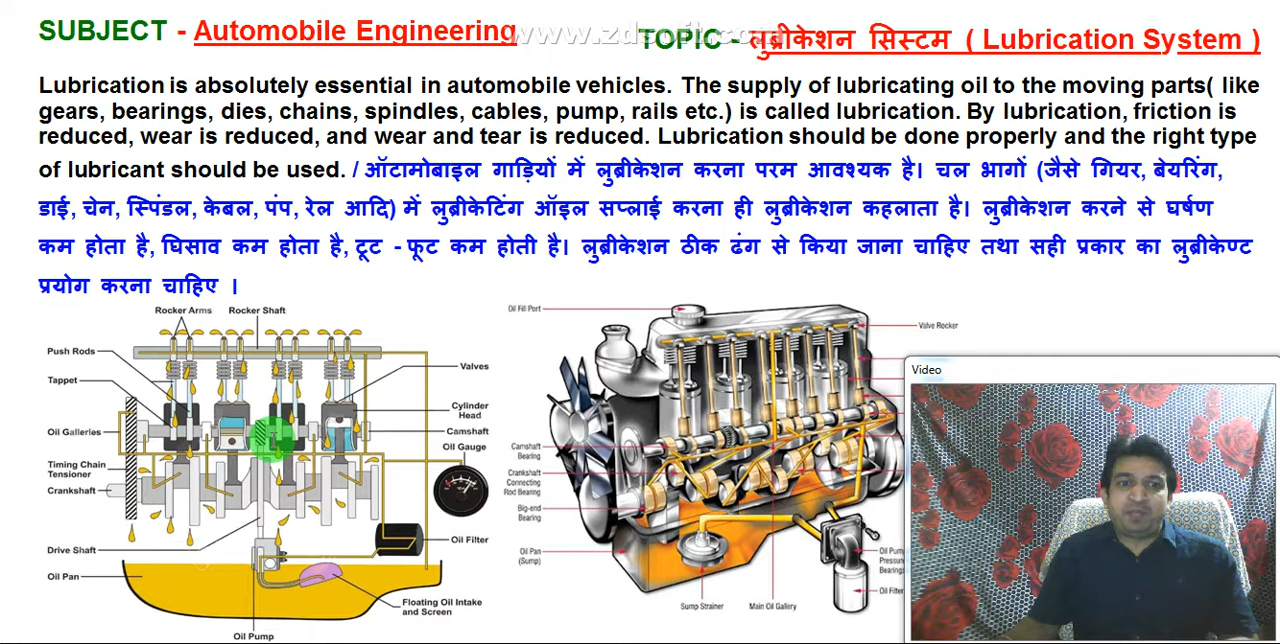 SUBJECT - Automobile Engineering
TOPIC - लुब्रीकेशन सिस्टम ( Lubrication System )
Lubrication is absolutely essential in automobile vehicles. The supply of lubricating oil to the moving parts( like
gears, bearings, dies, chains, spindles, cables, pump, rails etc.) is called lubrication. By lubrication, friction is
reduced, wear is reduced, and wear and tear is reduced. Lubrication should be done properly and the right type
of lubricant should be used. / ऑटामोबाइल गाड़ियों में लुब्रीकेशन करना परम आवश्यक है। चल भागों (जैसे गियर, बेयरिंग,
डाई, चेन, स्पिंडल, केबल, पंप, रेल आदि) में लुब्रीकेटिंग ऑइल सप्लाई करना ही लुब्रीकेशन कहलाता है। लुब्रीकेशन करने से घर्षण
कम होता है, घिसाव कम होता है, टूट - फूट कम होती है। लुब्रीकेशन ठीक ढंग से किया जाना चाहिए तथा सही प्रकार का लुब्रीकेण्ट
प्रयोग करना चाहिए ।
Rocker Arms
Rocker Shaft
Push Rods
Tappet
Oil Galleries
Timing Chain
Tensioner
Crankshaft
Drive Shaft
Oil Pan
Valves
Cylinder
Head
Camshaft
Oil Gauge
Oil Filter
Floating Oil Intake
and Screen
Oil Pump
Oil Fill Port
Valve Rocker
Camshaft
Bearing
Crankshaft
Connecting
Rod Bearing
Big-end
Bearing
Oil Pan
(Sump)
Sump Strainer
Main Oil Gallery
Oil Pump
Pressure
Bearings
Oil Filter
Video